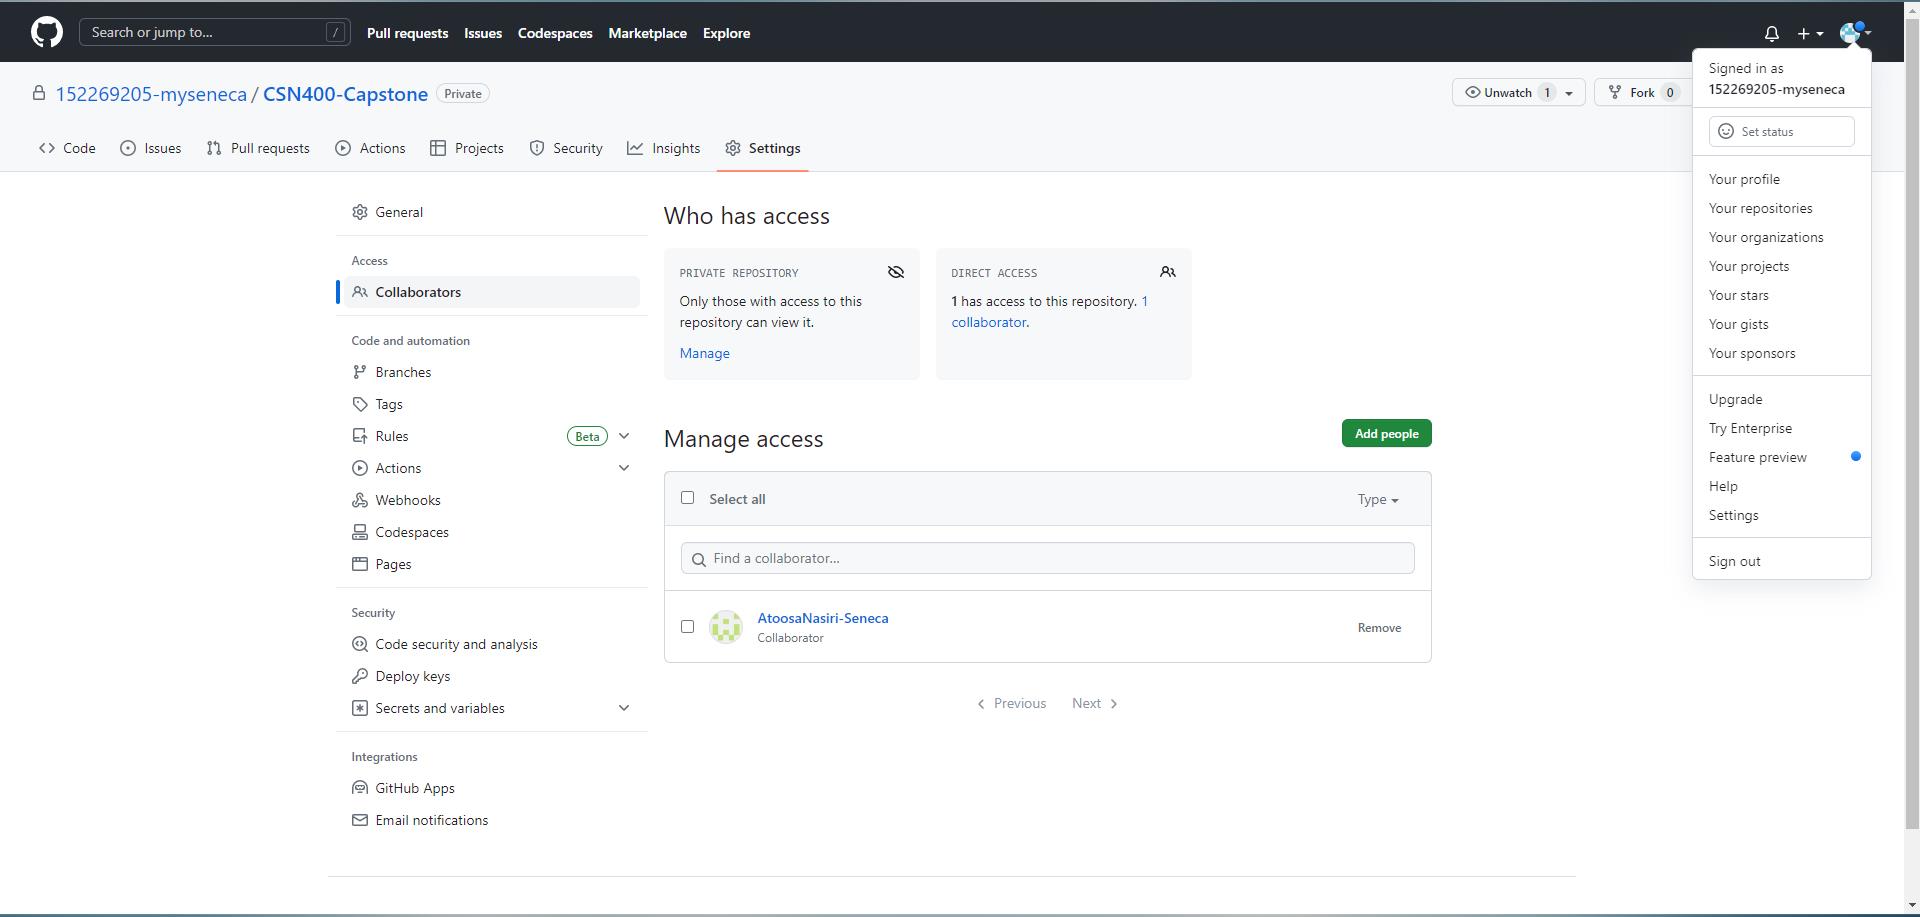 Search or jump to...
/
Pull requests
Issues
Codespaces
Marketplace
Explore
152269205-myseneca / CSN400-Capstone
Private
Unwatch 1
Fork 0
Code
Issues
Pull requests
Actions
Projects
Security
Insights
Settings
General
Access
Collaborators
Code and automation
Branches
Tags
Rules
Beta
Actions
Webhooks
Codespaces
Pages
Security
Code security and analysis
Deploy keys
Secrets and variables
Integrations
GitHub Apps
Email notifications
Who has access
PRIVATE REPOSITORY
Only those with access to this
repository can view it.
Manage
DIRECT ACCESS
1 has access to this repository. 1
collaborator.
Manage access
Add people
Select all
Type
Find a collaborator...
AtoosaNasiri-Seneca
Collaborator
Remove
Previous
Next
Signed in as
152269205-myseneca
Set status
Your profile
Your repositories
Your organizations
Your projects
Your stars
Your gists
Your sponsors
Upgrade
Try Enterprise
Feature preview
Help
Settings
Sign out